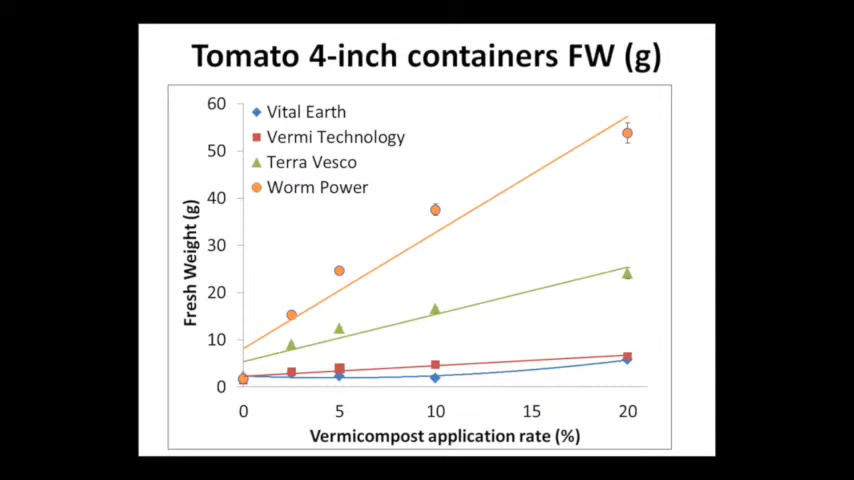 Tomato 4-inch containers FW (g)
60
50
40
30
20
10
0
Fresh Weight (g)
Vital Earth
Vermi Technology
Terra Vesco
Worm Power
0 5 10 15 20
Vermicompost application rate (%)